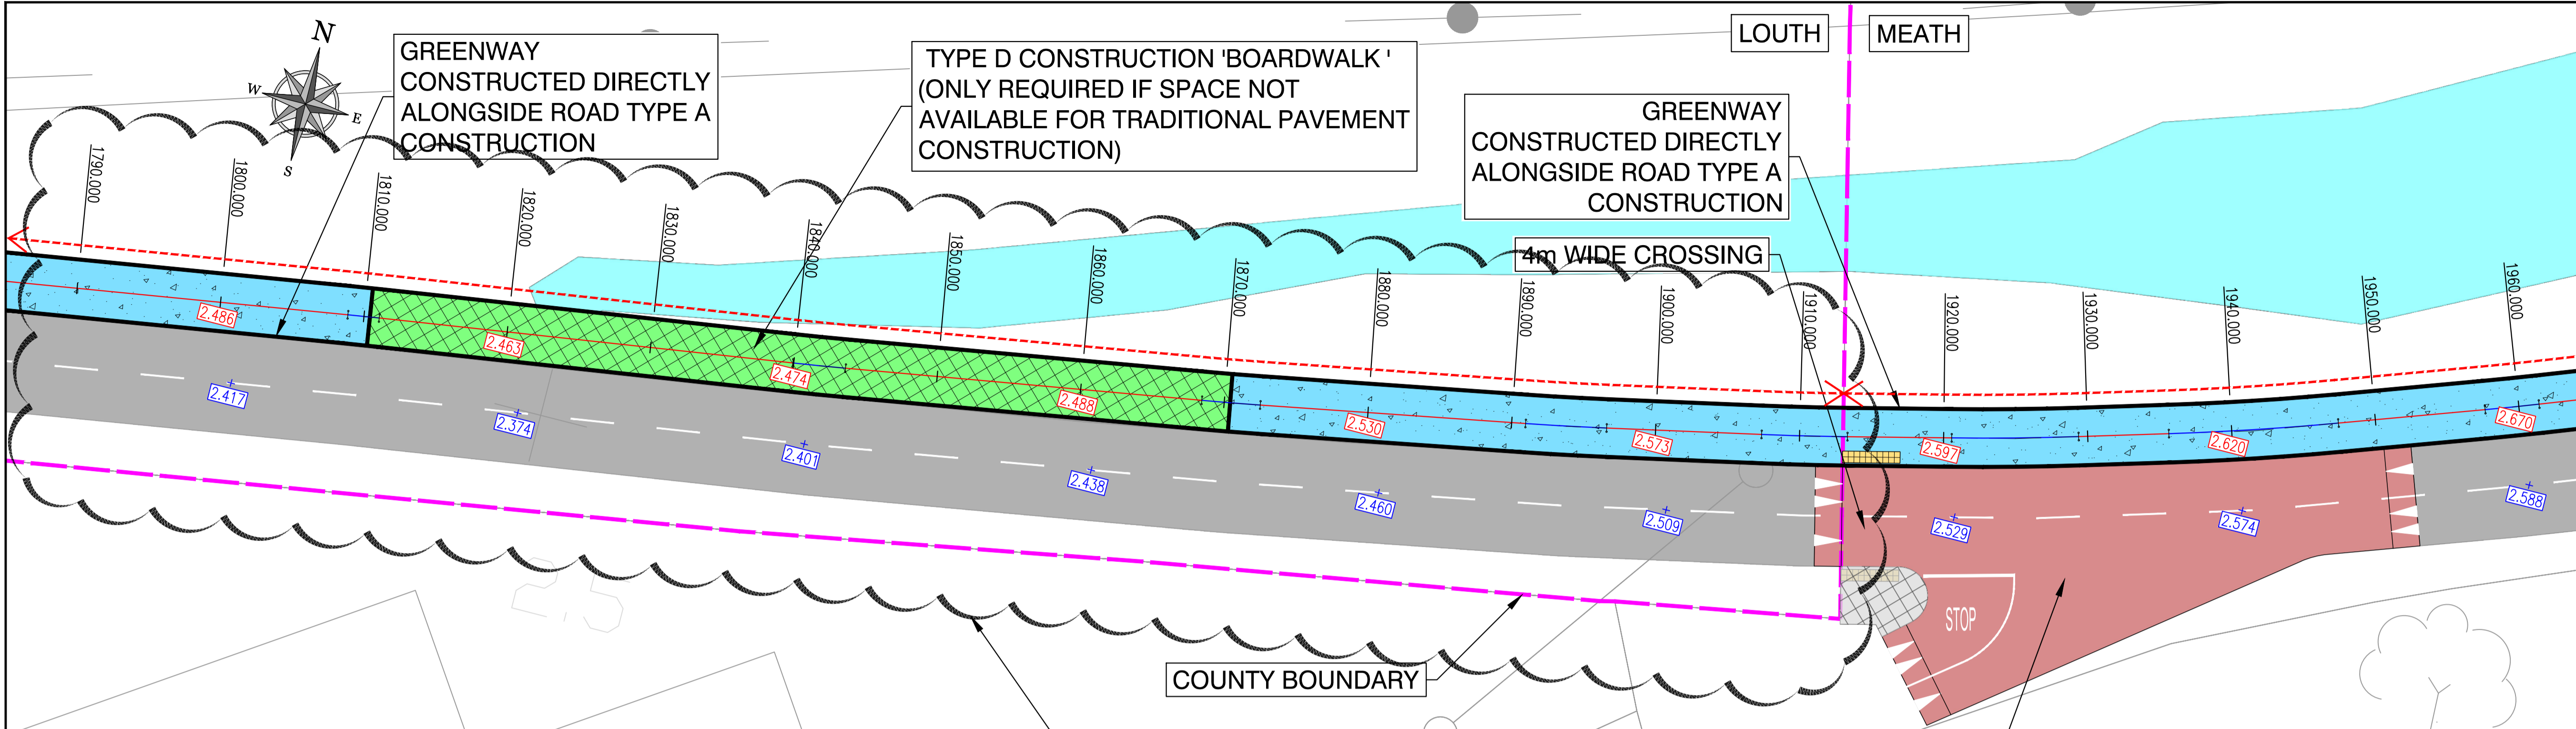 LOUTH
MEATH
N
W
E
S
GREENWAY
CONSTRUCTED DIRECTLY
ALONGSIDE ROAD TYPE A
CONSTRUCTION
TYPE D CONSTRUCTION 'BOARDWALK '
(ONLY REQUIRED IF SPACE NOT
AVAILABLE FOR TRADITIONAL PAVEMENT
CONSTRUCTION)
GREENWAY
CONSTRUCTED DIRECTLY
ALONGSIDE ROAD TYPE A
CONSTRUCTION
4m WIDE CROSSING
1790.000
1800.000
1810.000
1820.000
1830.000
1840.000
1850.000
1860.000
1870.000
1880.000
1890.000
1900.000
1910.000
1920.000
1930.000
1940.000
1950.000
1960.000
2.486
2.463
2.474
2.488
2.530
2.573
2.597
2.620
2.670
2.417
2.374
2.401
2.438
2.460
2.509
2.529
2.574
2.588
STOP
COUNTY BOUNDARY